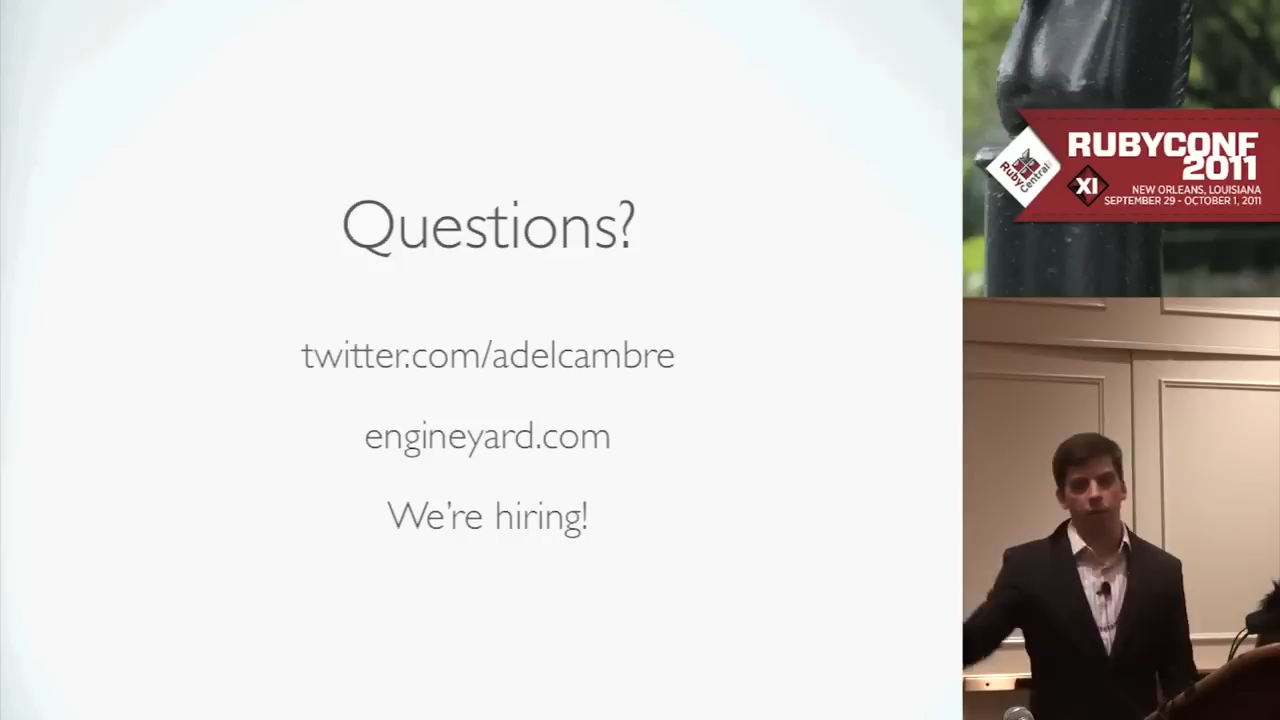 Questions?
twitter.com/adelcambre
engineyard.com
We're hiring!
RubyCentral
RUBYCONF
2011
XI
NEW ORLEANS, LOUISIANA
SEPTEMBER 29 - OCTOBER 1, 2011